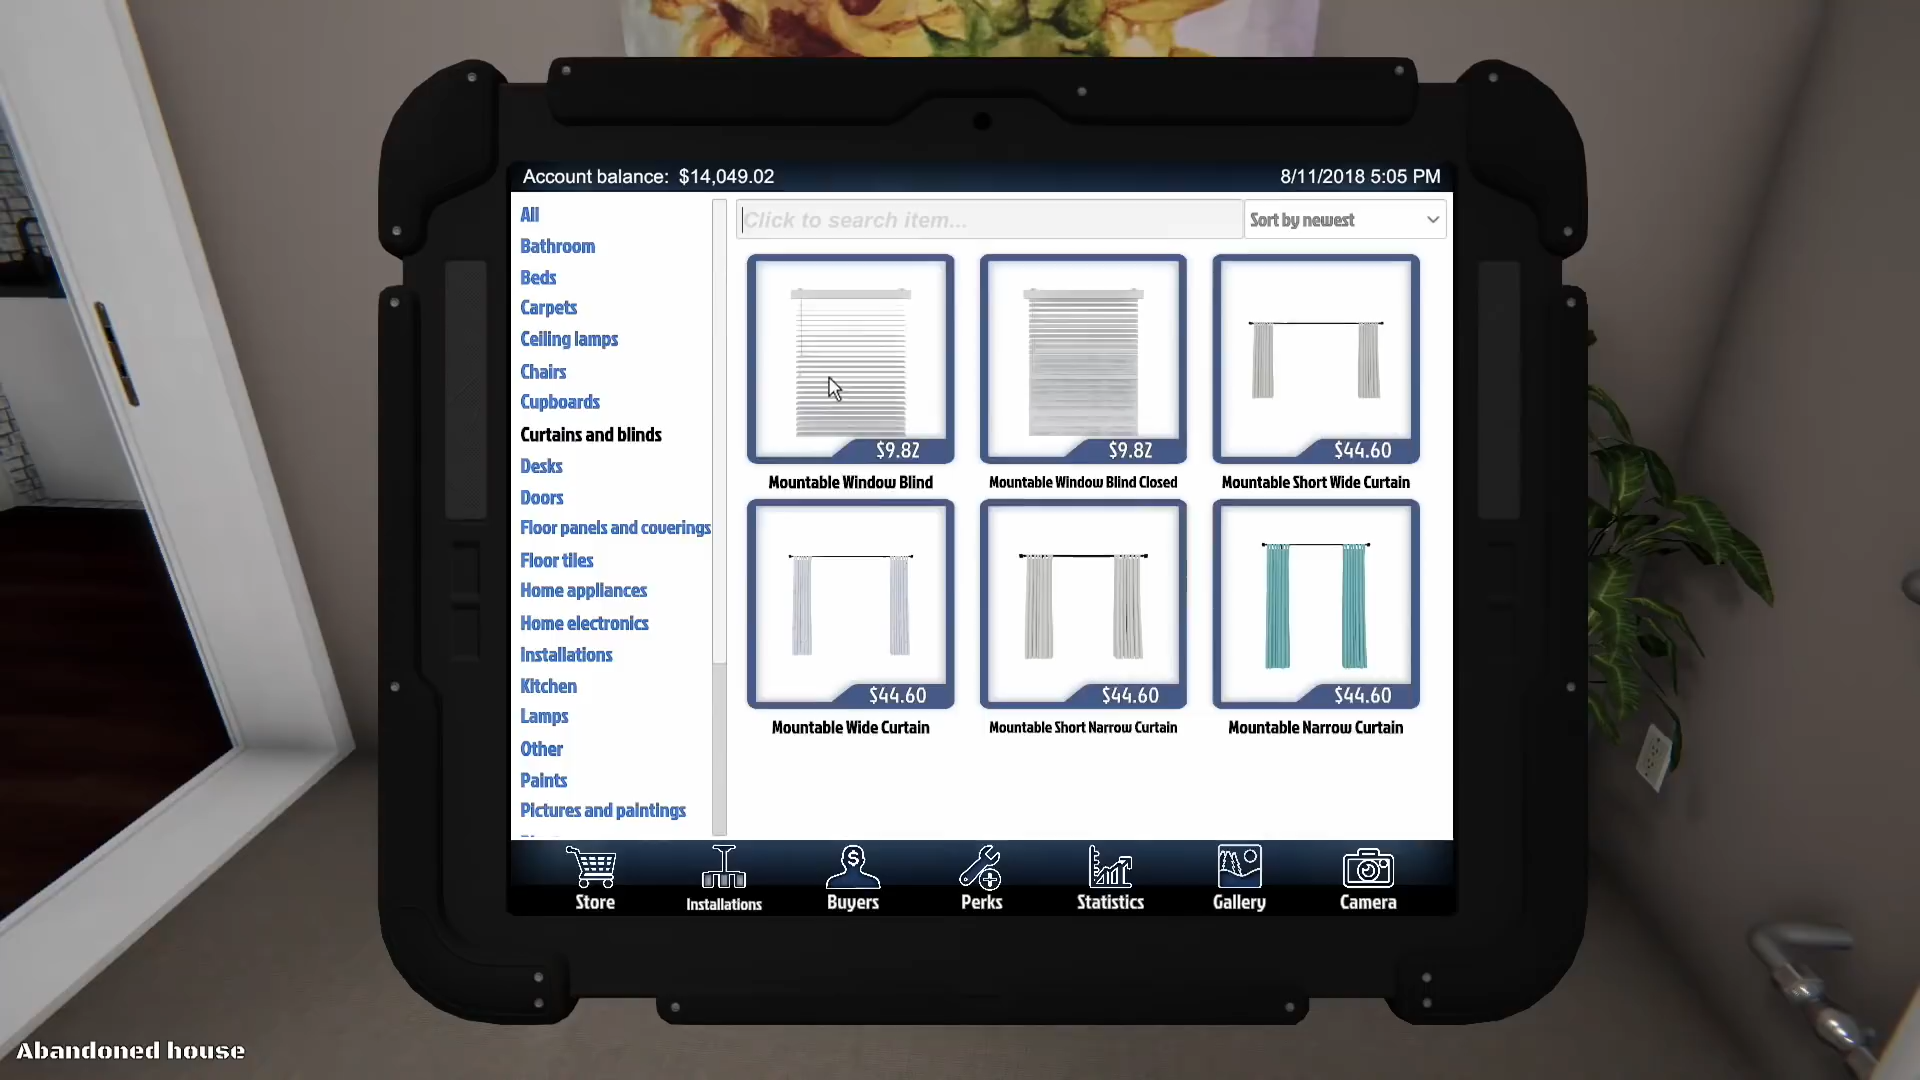 Account balance: $14,049.02
8/11/2018 5:05 PM
All
Bathroom
Beds
Carpets
Ceiling lamps
Chairs
Cupboards
Curtains and blinds
Desks
Doors
Floor panels and coverings
Floor tiles
Home appliances
Home electronics
Installations
Kitchen
Lamps
Other
Paints
Pictures and paintings
Click to search item...
Sort by newest
$9.82
$9.82
$44.60
Mountable Window Blind
Mountable Window Blind Closed
Mountable Short Wide Curtain
$44.60
$44.60
$44.60
Mountable Wide Curtain
Mountable Short Narrow Curtain
Mountable Narrow Curtain
Store
Installations
Buyers
Perks
Statistics
Gallery
Camera
Abandoned house